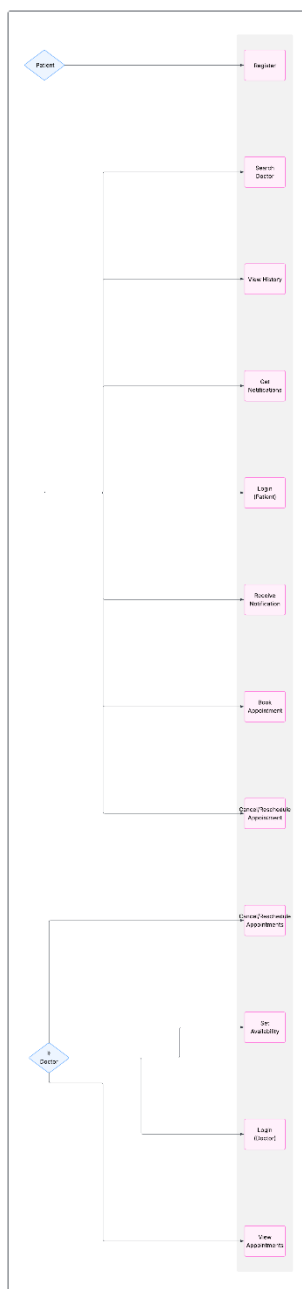 Patient
Register
Search
Doctor
View History
Get
Notifications
Login
(Patient)
Receive
Notification
Book
Appointment
Cancel/Reschedule
Appointment
Cancel/Reschedule
Appointments
Set
Availability
Doctor
Login
(Doctor)
View
Appointments